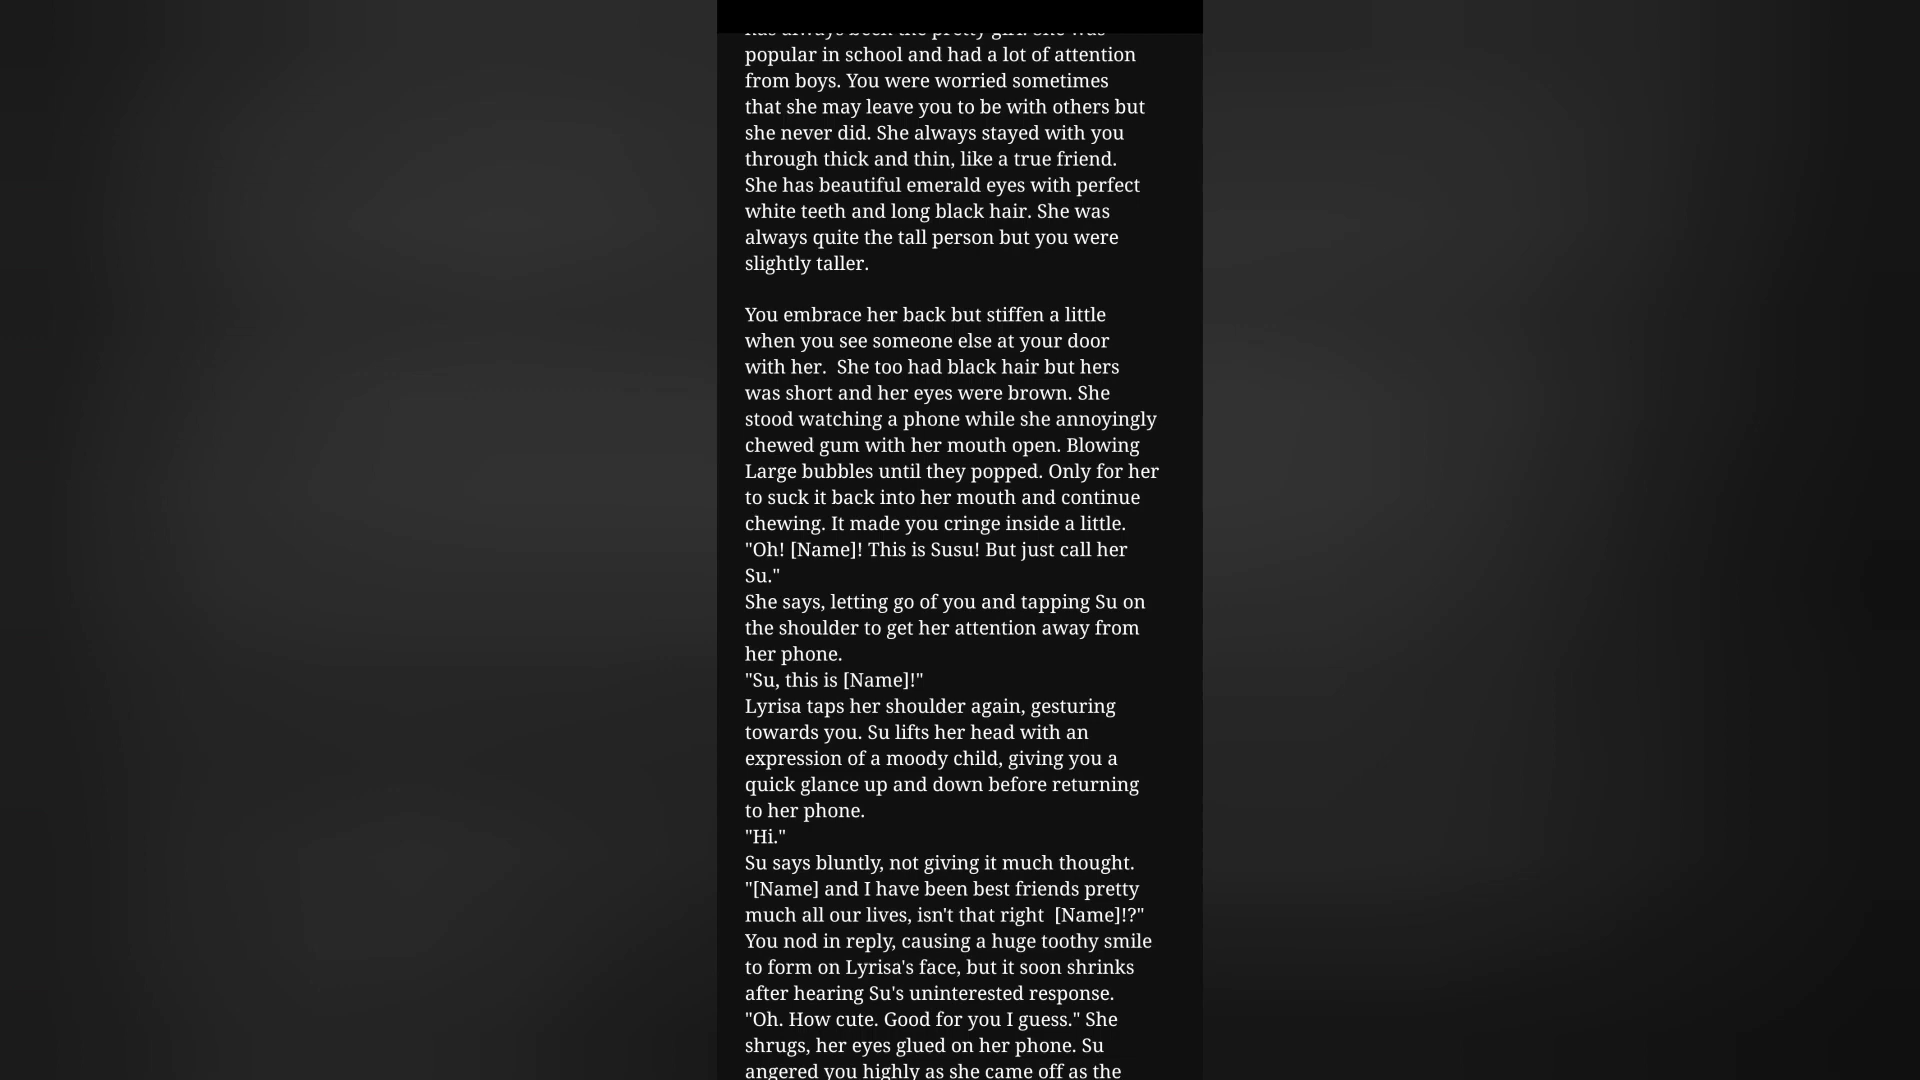 has always been the pretty girl. She was
popular in school and had a lot of attention
from boys. You were worried sometimes
that she may leave you to be with others but
she never did. She always stayed with you
through thick and thin, like a true friend.
She has beautiful emerald eyes with perfect
white teeth and long black hair. She was
always quite the tall person but you were
slightly taller.
You embrace her back but stiffen a little
when you see someone else at your door
with her.  She too had black hair but hers
was short and her eyes were brown. She
stood watching a phone while she annoyingly
chewed gum with her mouth open. Blowing
Large bubbles until they popped. Only for her
to suck it back into her mouth and continue
chewing. It made you cringe inside a little.
"Oh! [Name]! This is Susu! But just call her
Su."
She says, letting go of you and tapping Su on
the shoulder to get her attention away from
her phone.
"Su, this is [Name]!"
Lyrisa taps her shoulder again, gesturing
towards you. Su lifts her head with an
expression of a moody child, giving you a
quick glance up and down before returning
to her phone.
"Hi."
Su says bluntly, not giving it much thought.
"[Name] and I have been best friends pretty
much all our lives, isn't that right  [Name]!?"
You nod in reply, causing a huge toothy smile
to form on Lyrisa's face, but it soon shrinks
after hearing Su's uninterested response.
"Oh. How cute. Good for you I guess." She
shrugs, her eyes glued on her phone. Su
angered you highly as she came off as the